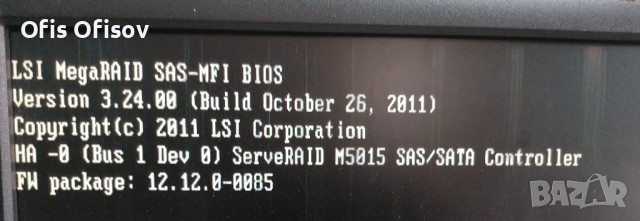 Ofis Ofisov
LSI MegaRAID SAS-MFI BIOS
Version 3.24.00 (Build October 26, 2011)
Copyright(c) 2011 LSI Corporation
HA -0 (Bus 1 Dev 0) ServeRAID M5015 SAS/SATA Controller
FW package: 12.12.0-0085
BAZAR